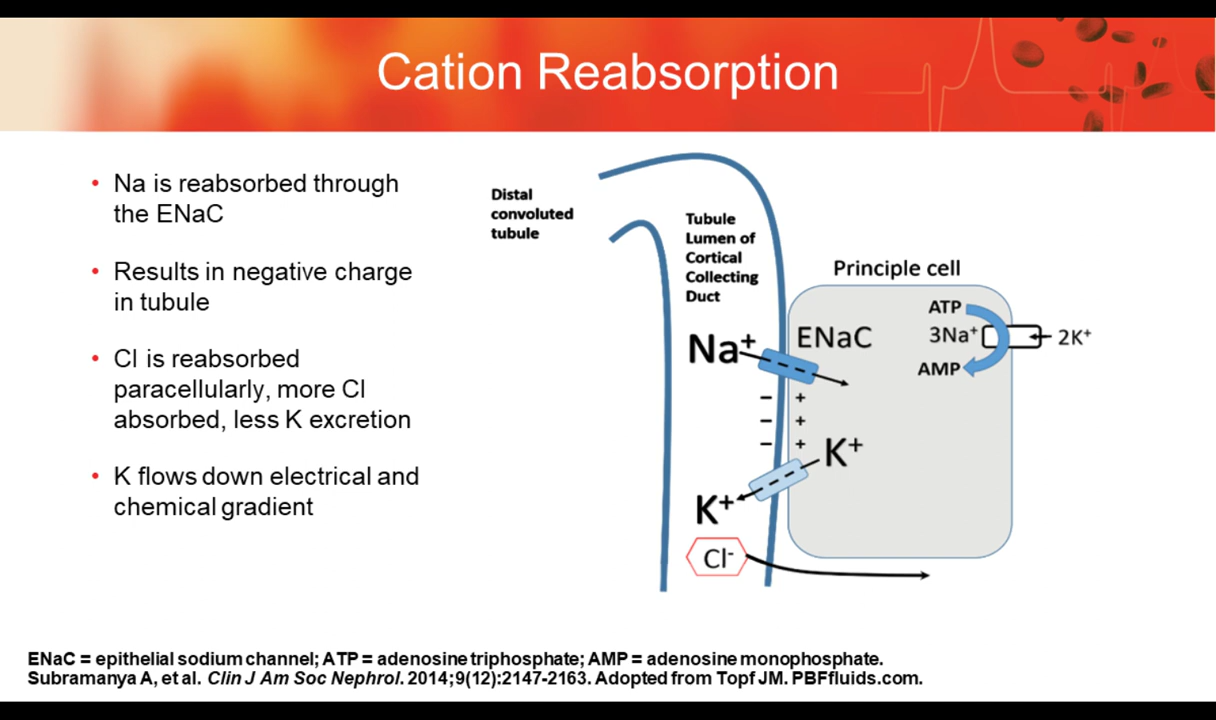 Cation Reabsorption
• Na is reabsorbed through
the ENaC
• Results in negative charge
in tubule
• Cl is reabsorbed
paracellularly, more Cl
absorbed, less K excretion
• K flows down electrical and
chemical gradient
Distal
convoluted
tubule
Tubule
Lumen of
Cortical
Collecting
Duct
Principle cell
ATP
3Na⁺
2K⁺
AMP
Na⁺
ENaC
− +
− +
− +
K⁺
K⁺
Cl⁻
ENaC = epithelial sodium channel; ATP = adenosine triphosphate; AMP = adenosine monophosphate.
Subramanya A, et al. Clin J Am Soc Nephrol. 2014;9(12):2147-2163. Adopted from Topf JM. PBFfluids.com.